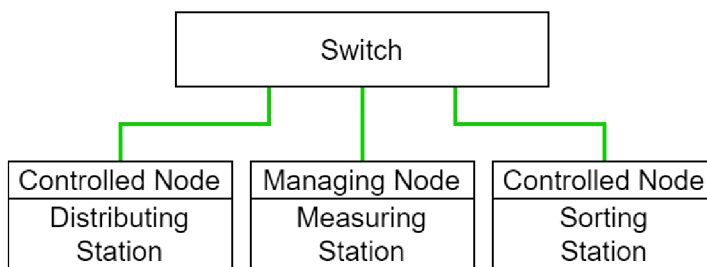 Switch
Controlled Node
Distributing
Station
Managing Node
Measuring
Station
Controlled Node
Sorting
Station